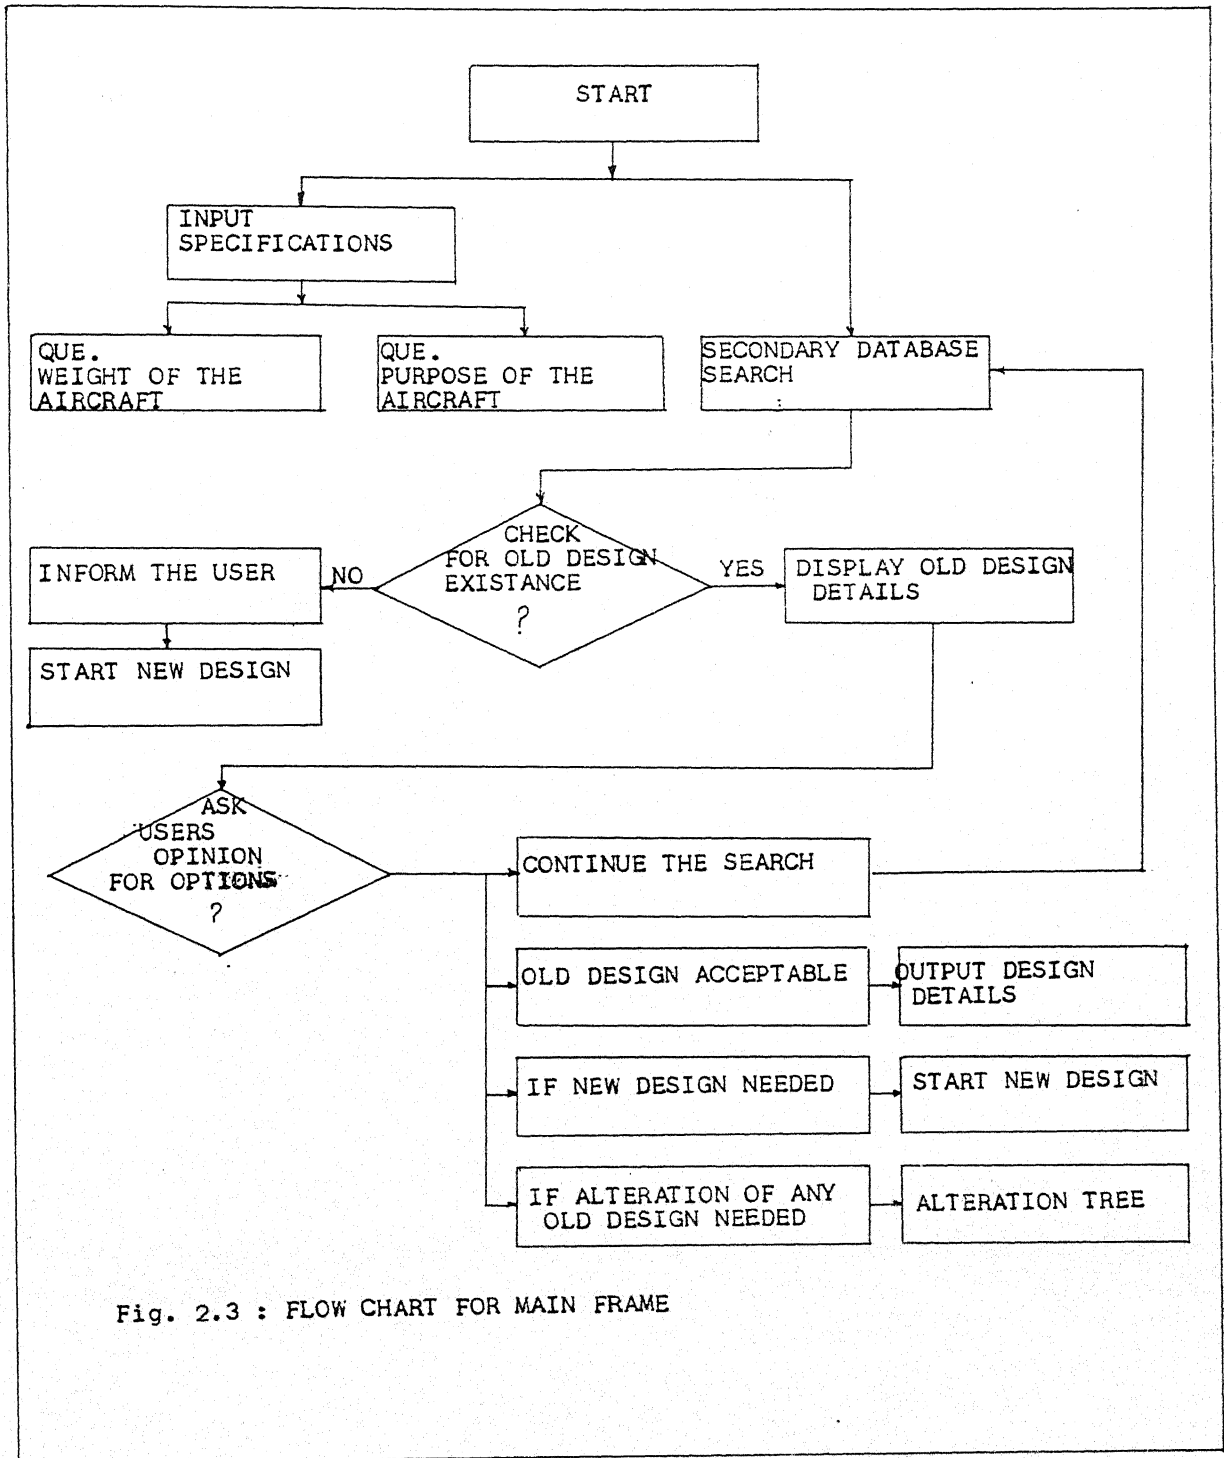 START
INPUT
SPECIFICATIONS
QUE.
WEIGHT OF THE
AIRCRAFT
QUE.
PURPOSE OF THE
AIRCRAFT
SECONDARY DATABASE
SEARCH
CHECK
FOR OLD DESIGN
EXISTANCE
?
NO
YES
INFORM THE USER
DISPLAY OLD DESIGN
DETAILS
START NEW DESIGN
ASK
USERS
OPINION
FOR OPTIONS
?
CONTINUE THE SEARCH
OLD DESIGN ACCEPTABLE
OUTPUT DESIGN
DETAILS
IF NEW DESIGN NEEDED
START NEW DESIGN
IF ALTERATION OF ANY
OLD DESIGN NEEDED
ALTERATION TREE
Fig. 2.3 : FLOW CHART FOR MAIN FRAME